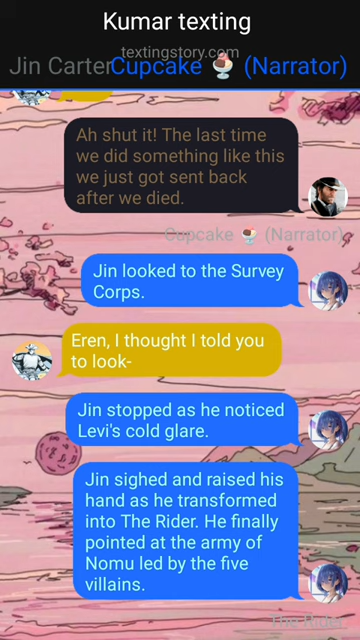 Kumar texting
textingstory.com
Jin Carter
Cupcake 🍨 (Narrator)
Ah shut it! The last time
we did something like this
we just got sent back
after we died.
Cupcake 🍨 (Narrator)
Jin looked to the Survey
Corps.
Eren, I thought I told you
to look-
Jin stopped as he noticed
Levi's cold glare.
Jin sighed and raised his
hand as he transformed
into The Rider. He finally
pointed at the army of
Nomu led by the five
villains.
The Rider